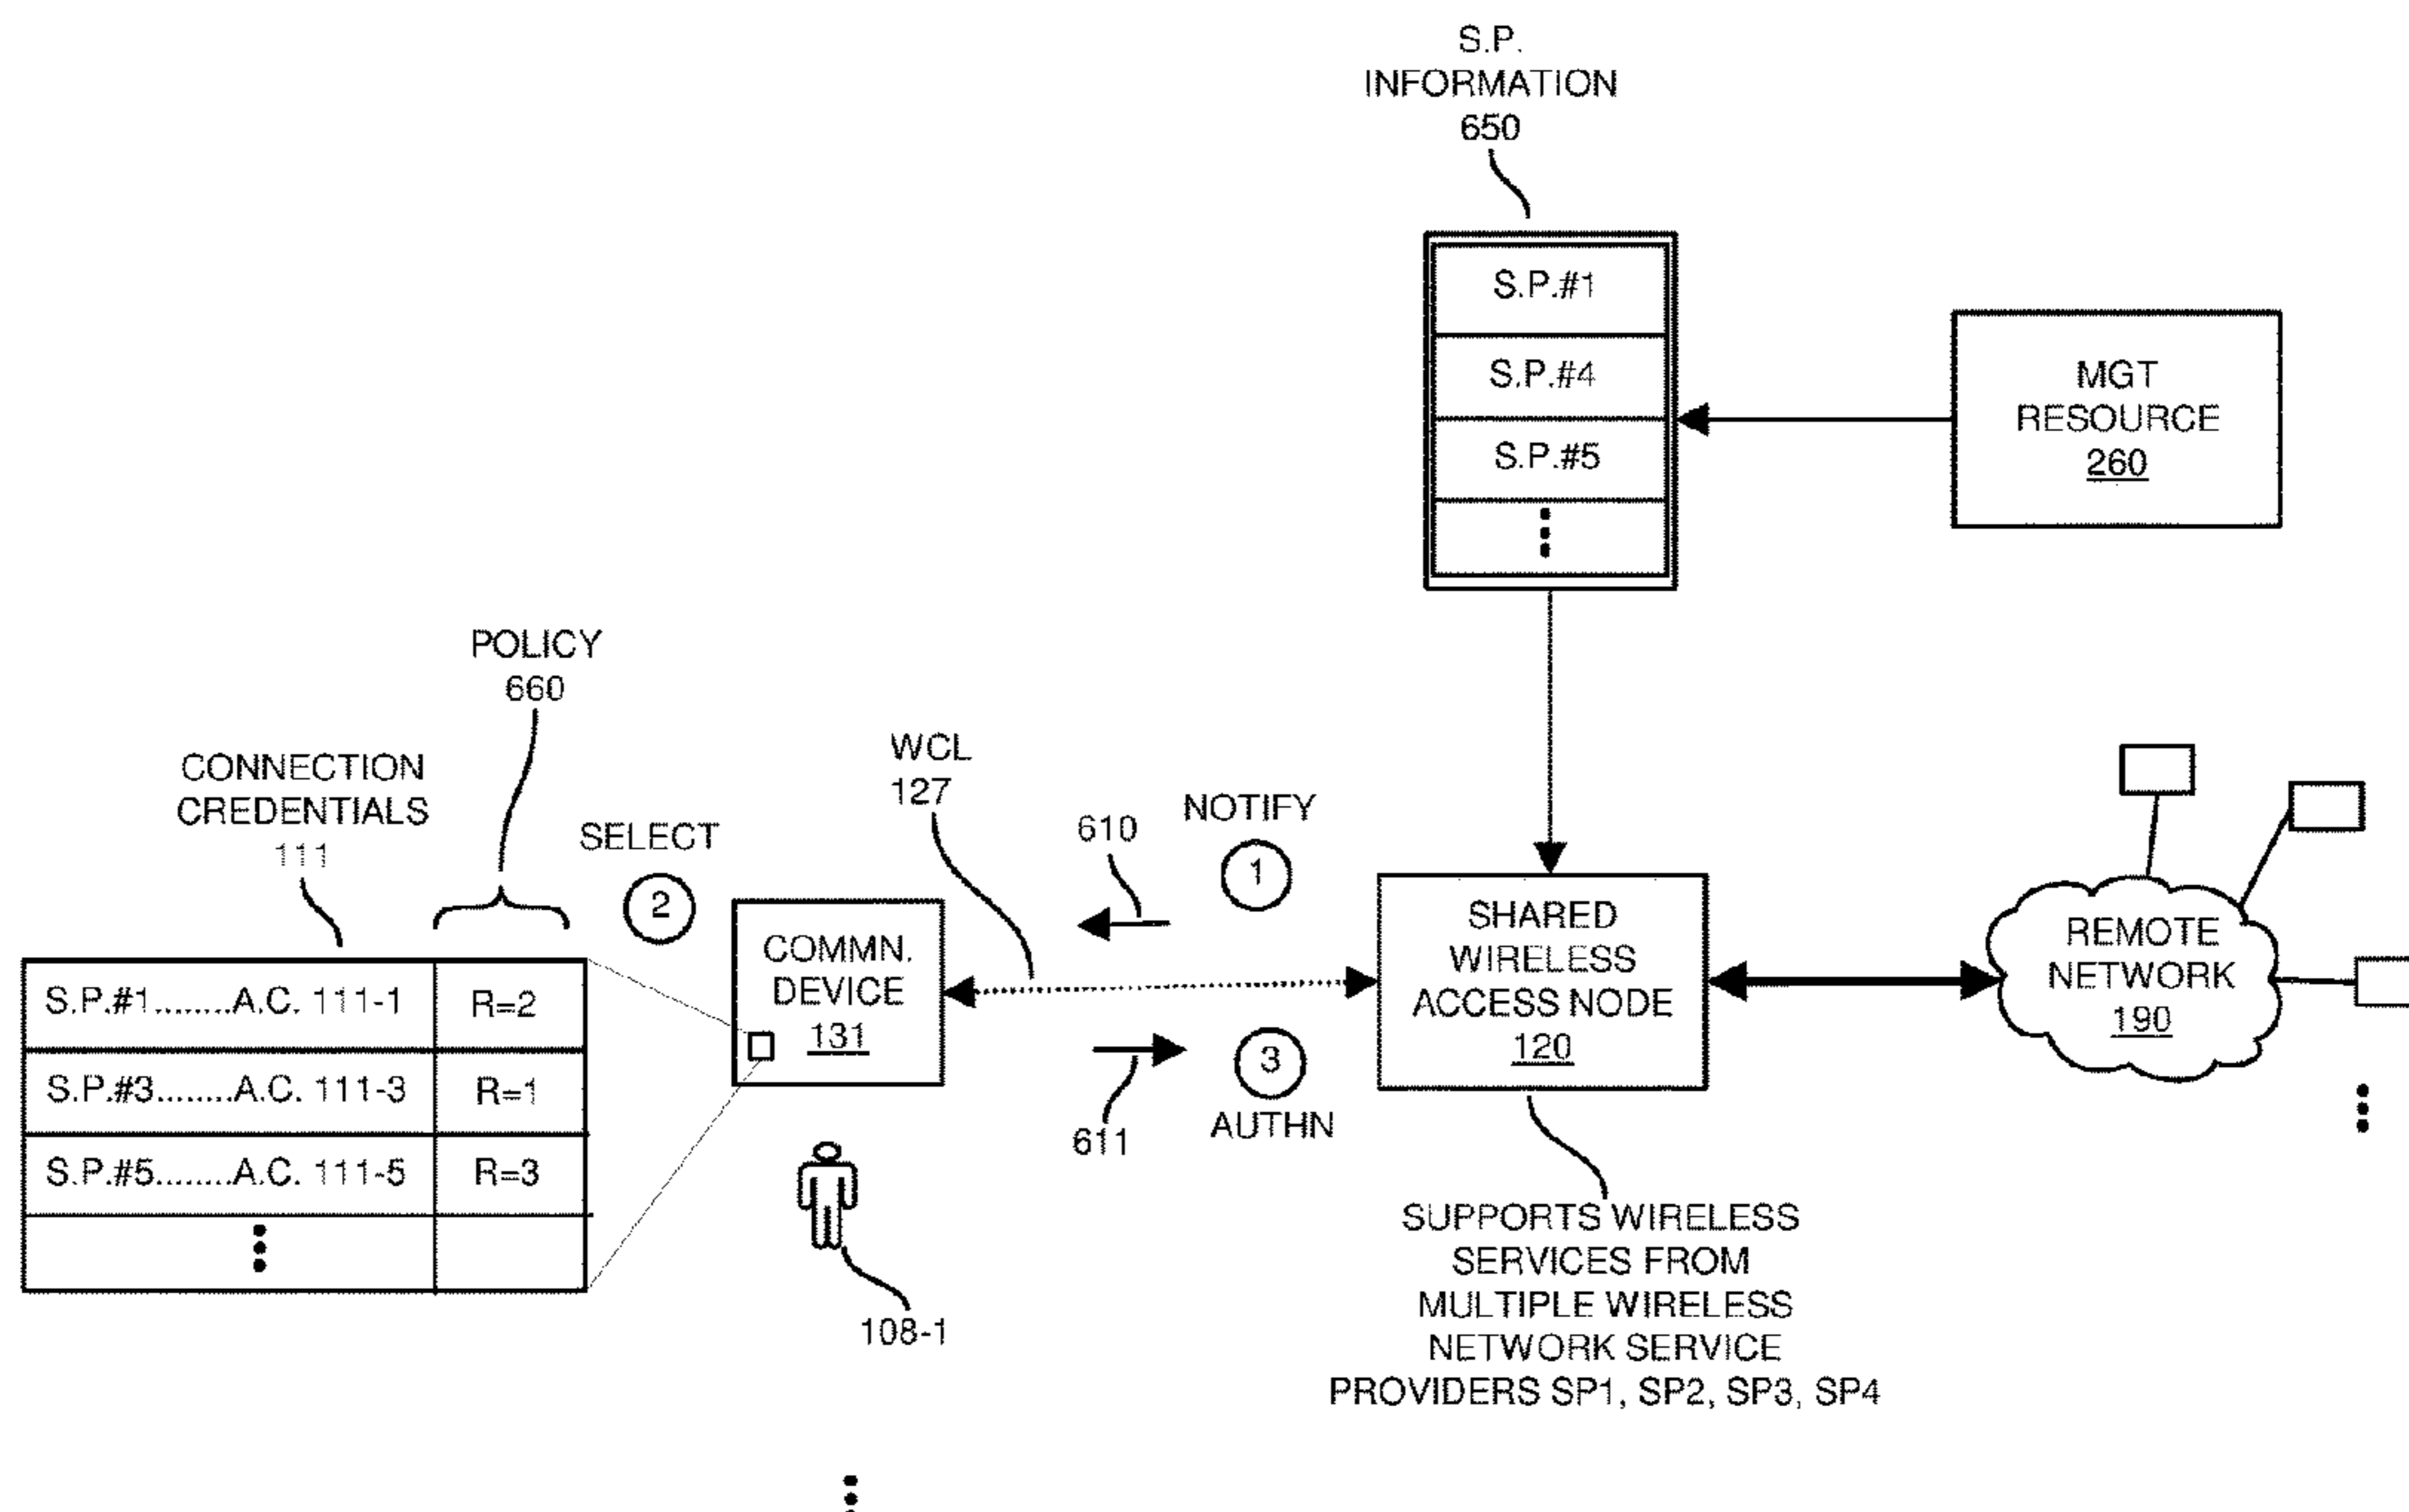 S.P.
INFORMATION
650
S.P.#1
S.P.#4
S.P.#5
MGT
RESOURCE
260
POLICY
660
CONNECTION
CREDENTIALS
111
SELECT
2
WCL
127
610
NOTIFY
1
S.P.#1........A.C. 111-1 R=2
S.P.#3........A.C. 111-3 R=1
S.P.#5........A.C. 111-5 R=3
COMMN.
DEVICE
131
611
3
AUTHN
108-1
SHARED
WIRELESS
ACCESS NODE
120
REMOTE
NETWORK
190
SUPPORTS WIRELESS
SERVICES FROM
MULTIPLE WIRELESS
NETWORK SERVICE
PROVIDERS SP1, SP2, SP3, SP4